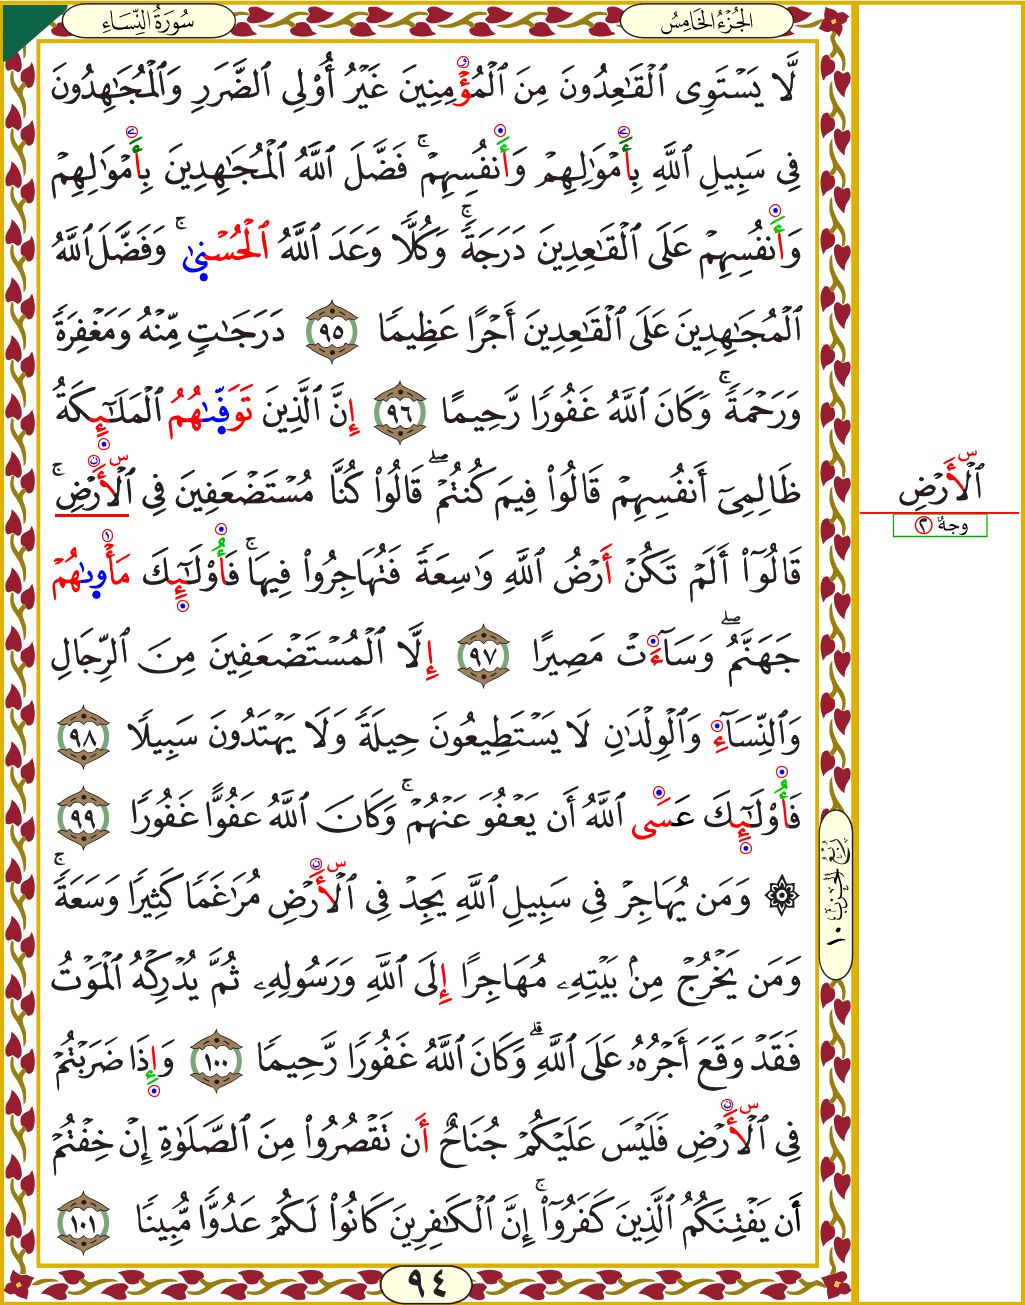 سُورَةُ النِّسَاءِ
الجُزْءُ الخَامِسُ
لَّا يَسْتَوِى ٱلْقَـٰعِدُونَ مِنَ ٱلْمُؤْمِنِينَ غَيْرُ أُو۟لِى ٱلضَّرَرِ وَٱلْمُجَـٰهِدُونَ
فِى سَبِيلِ ٱللَّهِ بِأَمْوَٰلِهِمْ وَأَنفُسِهِمْ ۚ فَضَّلَ ٱللَّهُ ٱلْمُجَـٰهِدِينَ بِأَمْوَٰلِهِمْ
وَأَنفُسِهِمْ عَلَى ٱلْقَـٰعِدِينَ دَرَجَةً ۚ وَكُلًّا وَعَدَ ٱللَّهُ ٱلْحُسْنَىٰ ۚ وَفَضَّلَ ٱللَّهُ
ٱلْمُجَـٰهِدِينَ عَلَى ٱلْقَـٰعِدِينَ أَجْرًا عَظِيمًا ٩٥ دَرَجَـٰتٍ مِّنْهُ وَمَغْفِرَةً
وَرَحْمَةً ۚ وَكَانَ ٱللَّهُ غَفُورًا رَّحِيمًا ٩٦ إِنَّ ٱلَّذِينَ تَوَفَّىٰهُمُ ٱلْمَلَـٰٓئِكَةُ
ظَالِمِىٓ أَنفُسِهِمْ قَالُوا۟ فِيمَ كُنتُمْ ۖ قَالُوا۟ كُنَّا مُسْتَضْعَفِينَ فِى ٱلْأَرْضِ ۚ
قَالُوٓا۟ أَلَمْ تَكُنْ أَرْضُ ٱللَّهِ وَٰسِعَةً فَتُهَاجِرُوا۟ فِيهَا ۚ فَأُو۟لَـٰٓئِكَ مَأْوَىٰهُمْ
جَهَنَّمُ ۖ وَسَآءَتْ مَصِيرًا ٩٧ إِلَّا ٱلْمُسْتَضْعَفِينَ مِنَ ٱلرِّجَالِ
وَٱلنِّسَآءِ وَٱلْوِلْدَٰنِ لَا يَسْتَطِيعُونَ حِيلَةً وَلَا يَهْتَدُونَ سَبِيلًا ٩٨
فَأُو۟لَـٰٓئِكَ عَسَى ٱللَّهُ أَن يَعْفُوَ عَنْهُمْ ۚ وَكَانَ ٱللَّهُ عَفُوًّا غَفُورًا ٩٩
۞ وَمَن يُهَاجِرْ فِى سَبِيلِ ٱللَّهِ يَجِدْ فِى ٱلْأَرْضِ مُرَٰغَمًا كَثِيرًا وَسَعَةً ۚ
وَمَن يَخْرُجْ مِنۢ بَيْتِهِۦ مُهَاجِرًا إِلَى ٱللَّهِ وَرَسُولِهِۦ ثُمَّ يُدْرِكْهُ ٱلْمَوْتُ
فَقَدْ وَقَعَ أَجْرُهُۥ عَلَى ٱللَّهِ ۗ وَكَانَ ٱللَّهُ غَفُورًا رَّحِيمًا ١٠٠ وَإِذَا ضَرَبْتُمْ
فِى ٱلْأَرْضِ فَلَيْسَ عَلَيْكُمْ جُنَاحٌ أَن تَقْصُرُوا۟ مِنَ ٱلصَّلَوٰةِ إِنْ خِفْتُمْ
أَن يَفْتِنَكُمُ ٱلَّذِينَ كَفَرُوٓا۟ ۚ إِنَّ ٱلْكَـٰفِرِينَ كَانُوا۟ لَكُمْ عَدُوًّا مُّبِينًا ١٠١
٩٤
ٱلْأَرْضِ
وجهٌ ٢
رُبْعُ الحِزْبِ ١٠